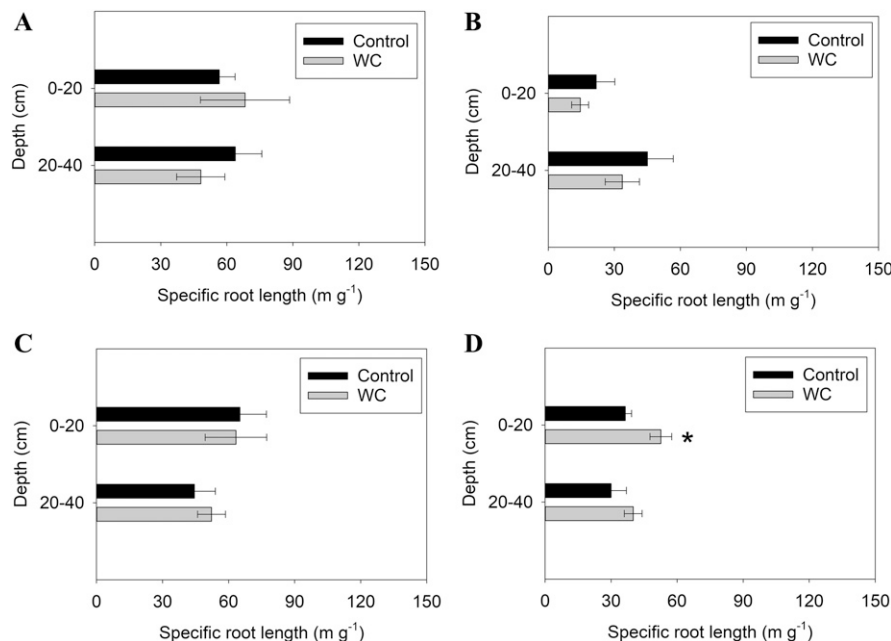 A
Control
WC
Depth (cm)
0-20
20-40
0 30 60 90 120 150
Specific root length (m g⁻¹)
B
Control
WC
Depth (cm)
0-20
20-40
0 30 60 90 120 150
Specific root length (m g⁻¹)
C
Control
WC
Depth (cm)
0-20
20-40
0 30 60 90 120 150
Specific root length (m g⁻¹)
D
Control
WC
Depth (cm)
0-20
*
20-40
0 30 60 90 120 150
Specific root length (m g⁻¹)